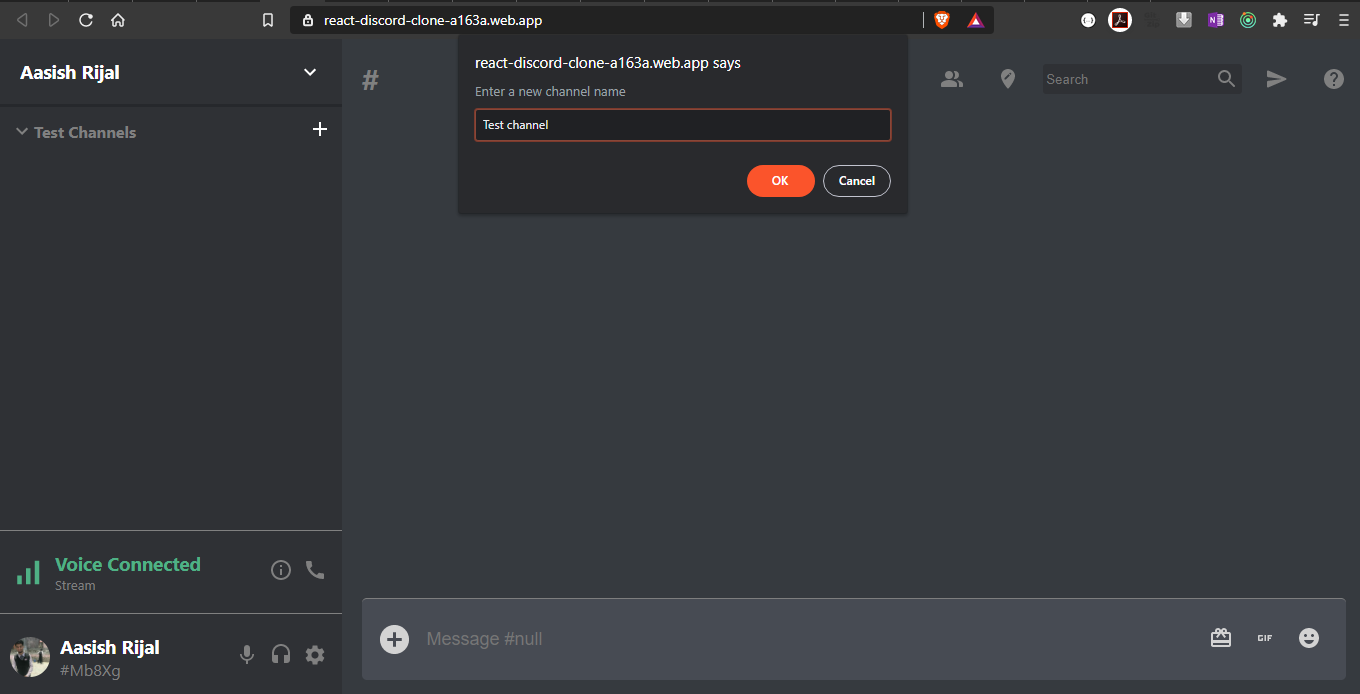 react-discord-clone-a163a.web.app
react-discord-clone-a163a.web.app says
Enter a new channel name
Test channel
OK
Cancel
Aasish Rijal
Test Channels
#
Search
Voice Connected
Stream
Aasish Rijal
#Mb8Xg
Message #null
GIF